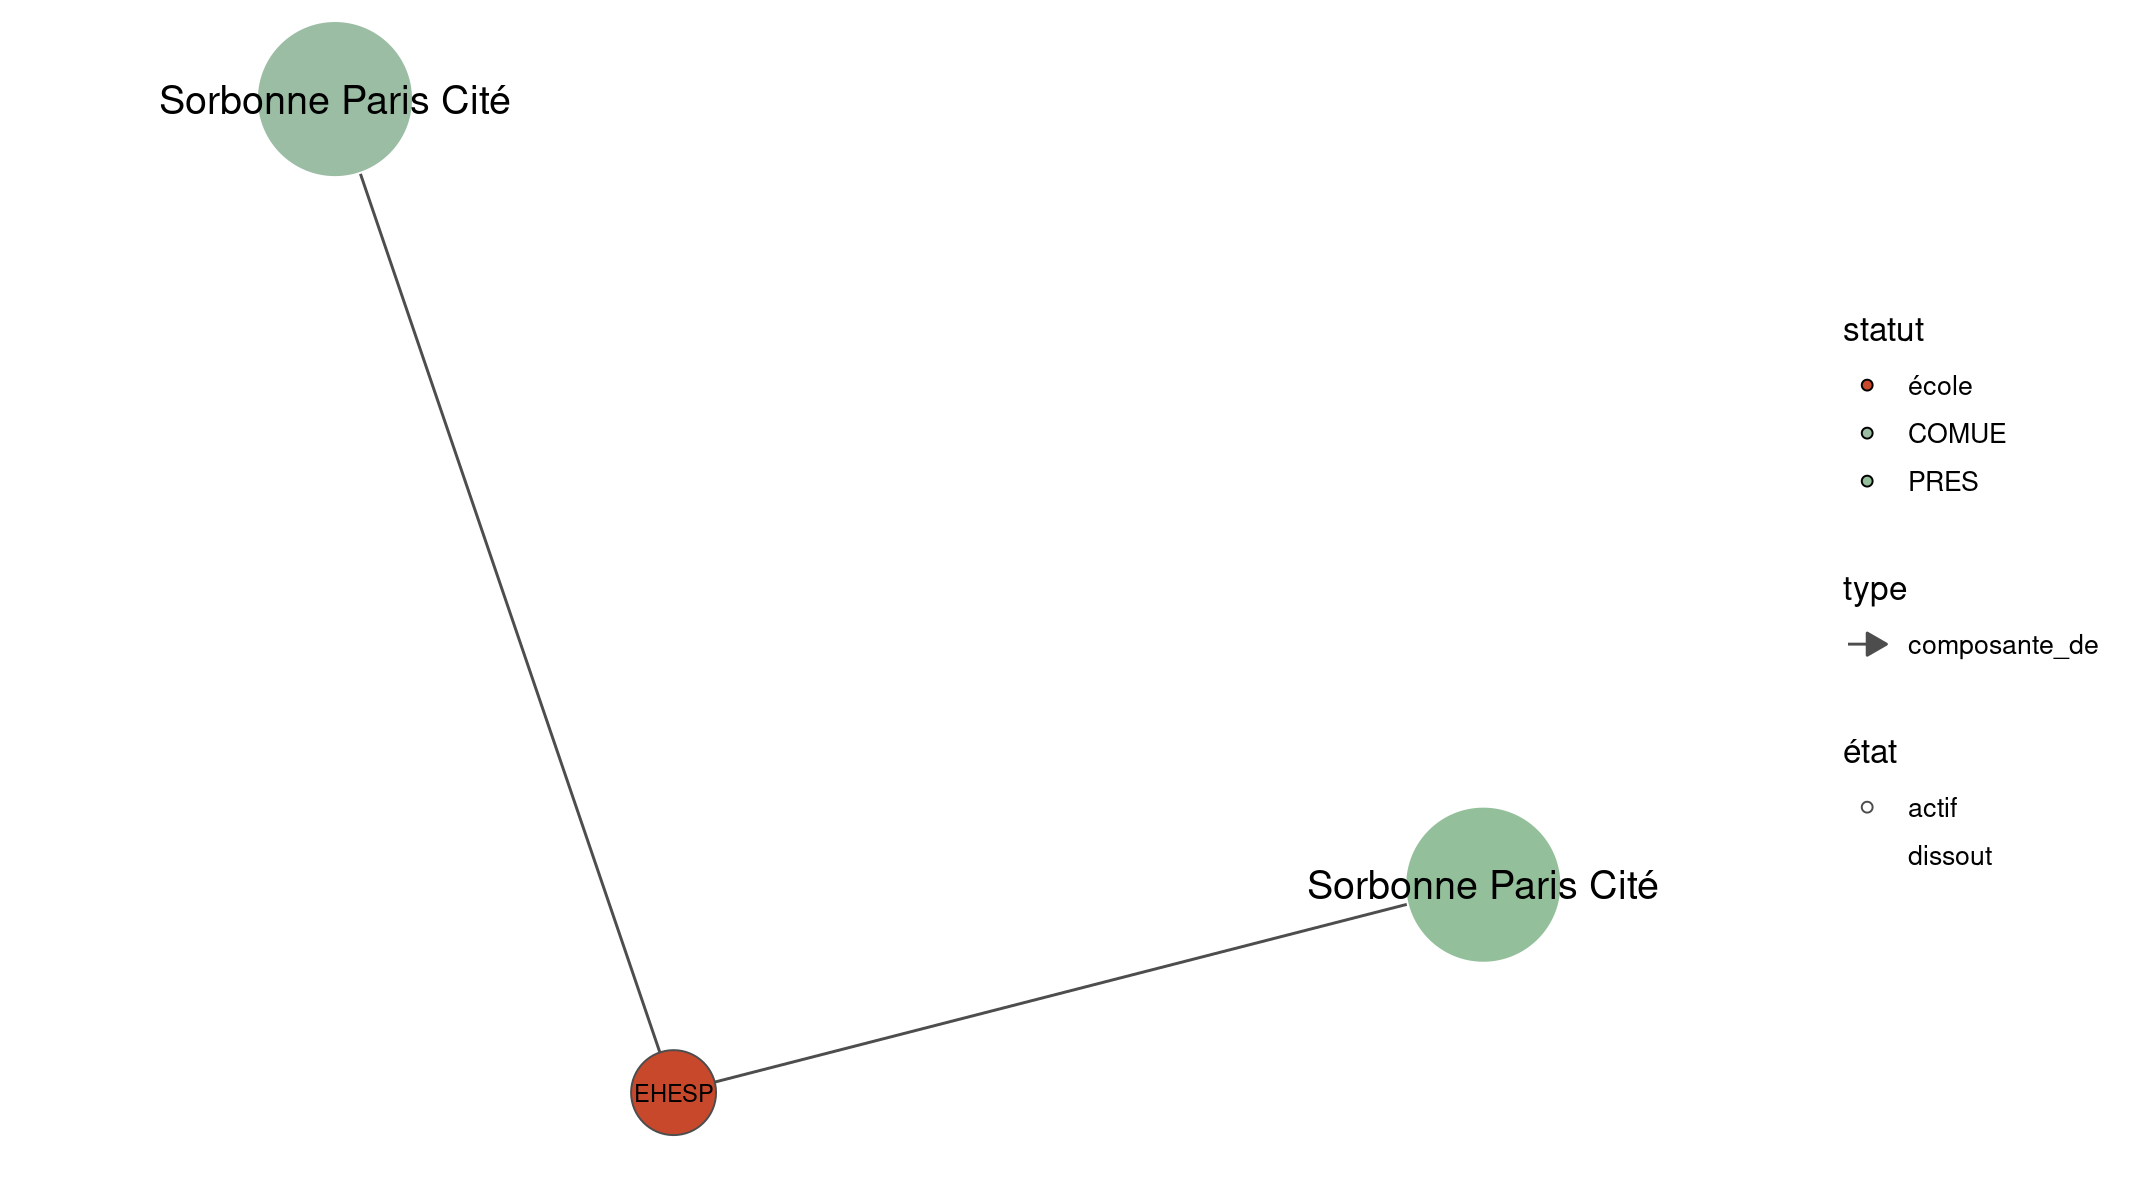 Sorbonne Paris Cité
statut
école
COMUE
PRES
type
composante_de
état
actif
dissout
Sorbonne Paris Cité
EHESP